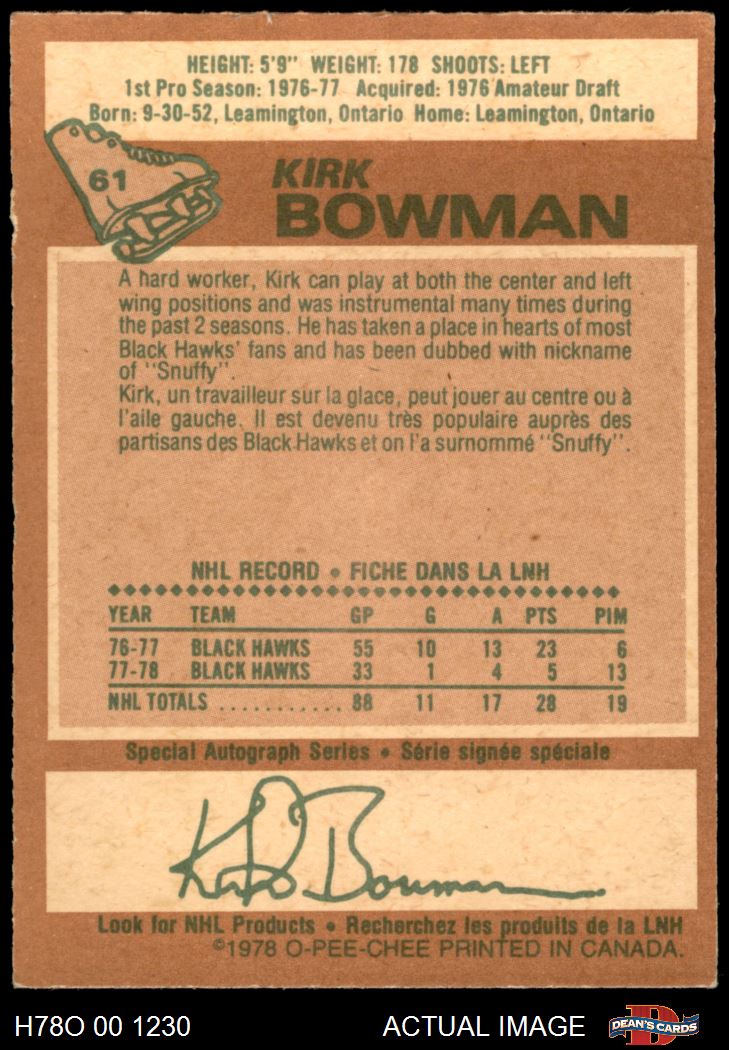 HEIGHT: 5'9" WEIGHT: 178 SHOOTS: LEFT
1st Pro Season: 1976-77 Acquired: 1976 Amateur Draft
Born: 9-30-52, Leamington, Ontario Home: Leamington, Ontario
61
KIRK
BOWMAN
A hard worker, Kirk can play at both the center and left
wing positions and was instrumental many times during
the past 2 seasons. He has taken a place in hearts of most
Black Hawks' fans and has been dubbed with nickname
of "Snuffy".
Kirk, un travailleur sur la glace, peut jouer au centre ou à
l'aile gauche. Il est devenu très populaire auprès des
partisans des Black Hawks et on l'a surnommé "Snuffy".
NHL RECORD • FICHE DANS LA LNH
YEAR TEAM GP G A PTS PIM
76-77 BLACK HAWKS 55 10 13 23 6
77-78 BLACK HAWKS 33 1 4 5 13
NHL TOTALS ........... 88 11 17 28 19
Special Autograph Series • Série signée spéciale
Kirk Bowman
Look for NHL Products • Recherchez les produits de la LNH
©1978 O-PEE-CHEE PRINTED IN CANADA.
H78O 00 1230 ACTUAL IMAGE D DEAN'S CARDS